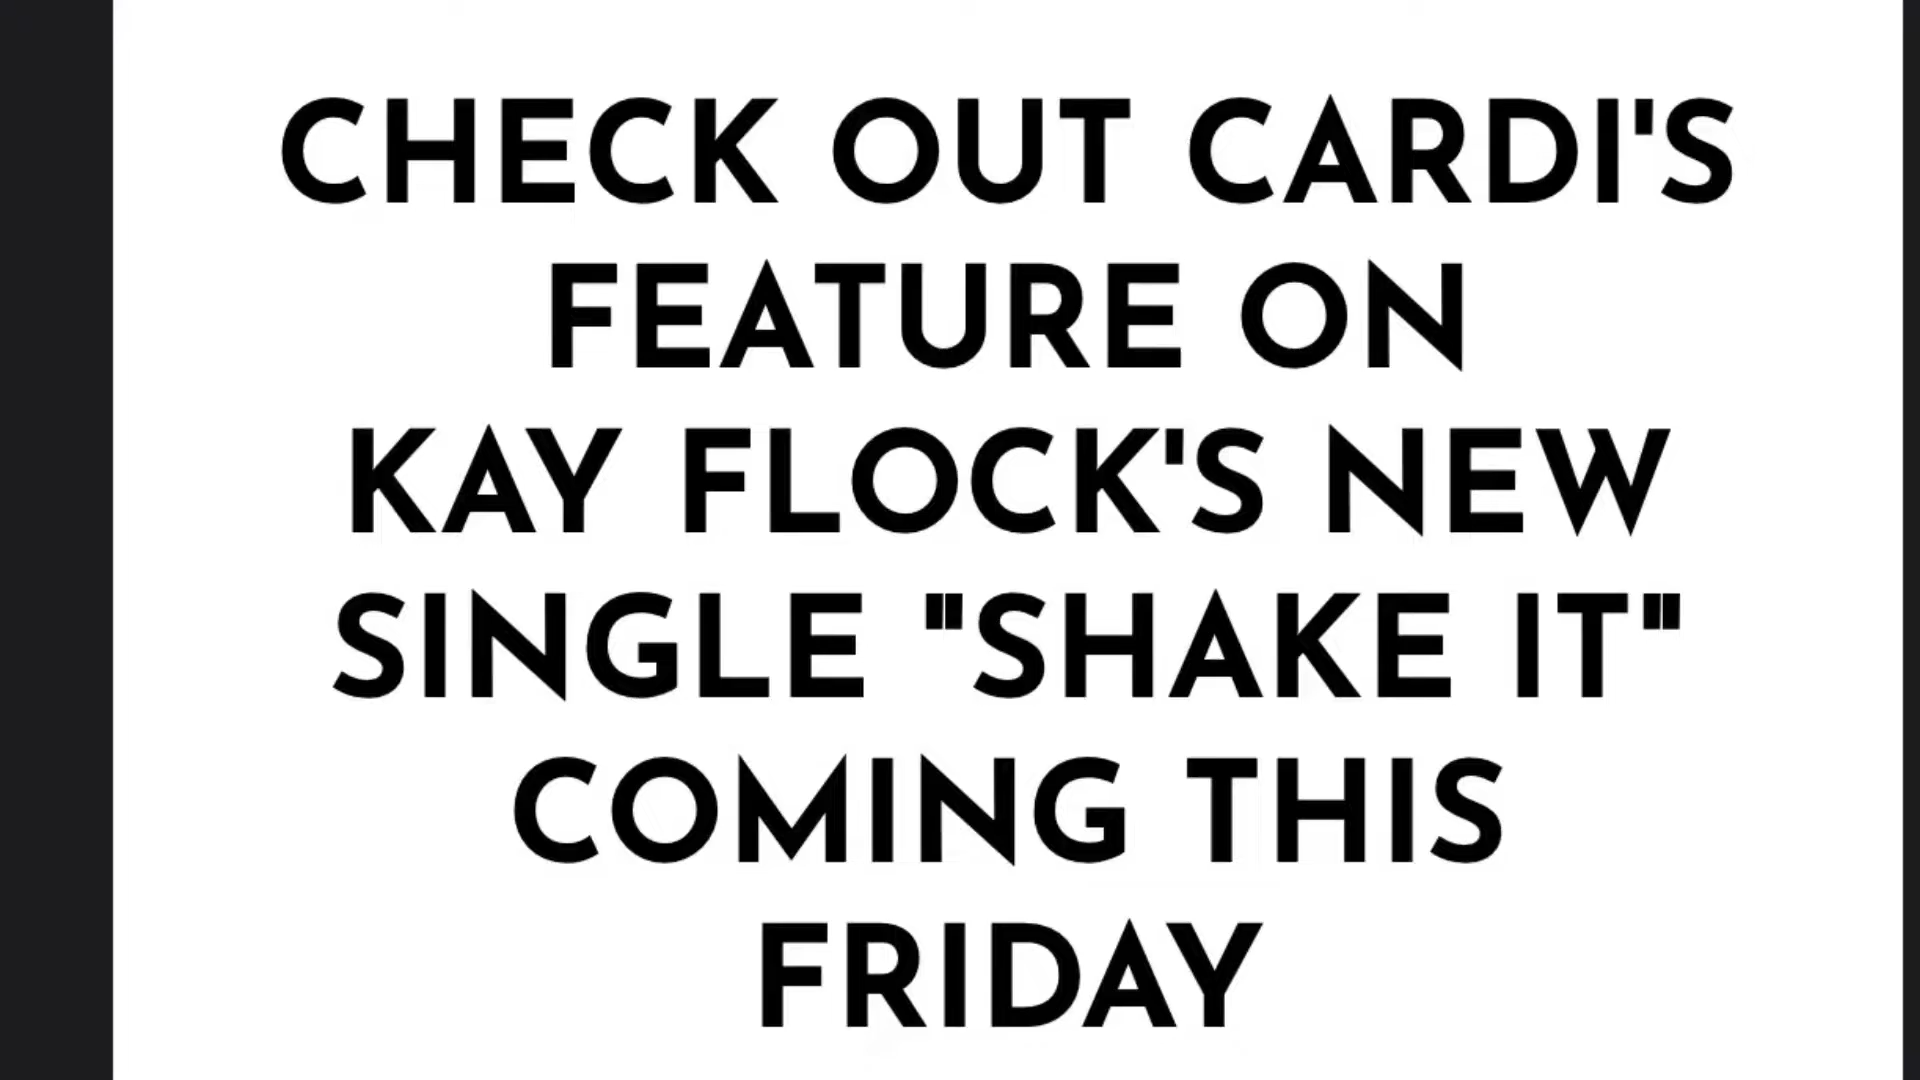 CHECK OUT CARDI'S
FEATURE ON
KAY FLOCK'S NEW
SINGLE "SHAKE IT"
COMING THIS
FRIDAY